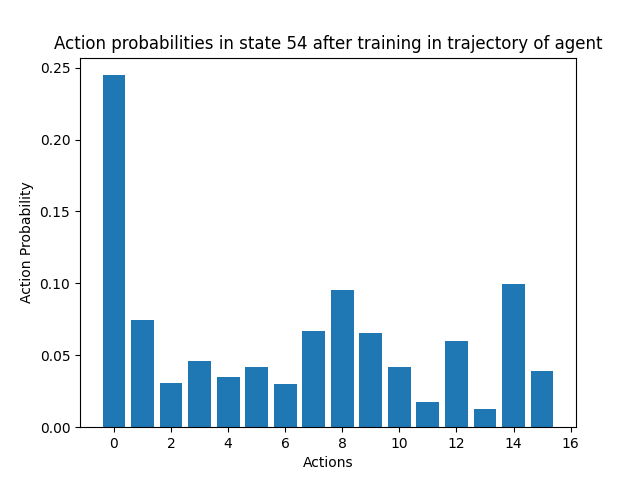 Action probabilities in state 54 after training in trajectory of agent
0.25
0.20
0.15
0.10
0.05
0.00
Action Probability
0 2 4 6 8 10 12 14 16
Actions